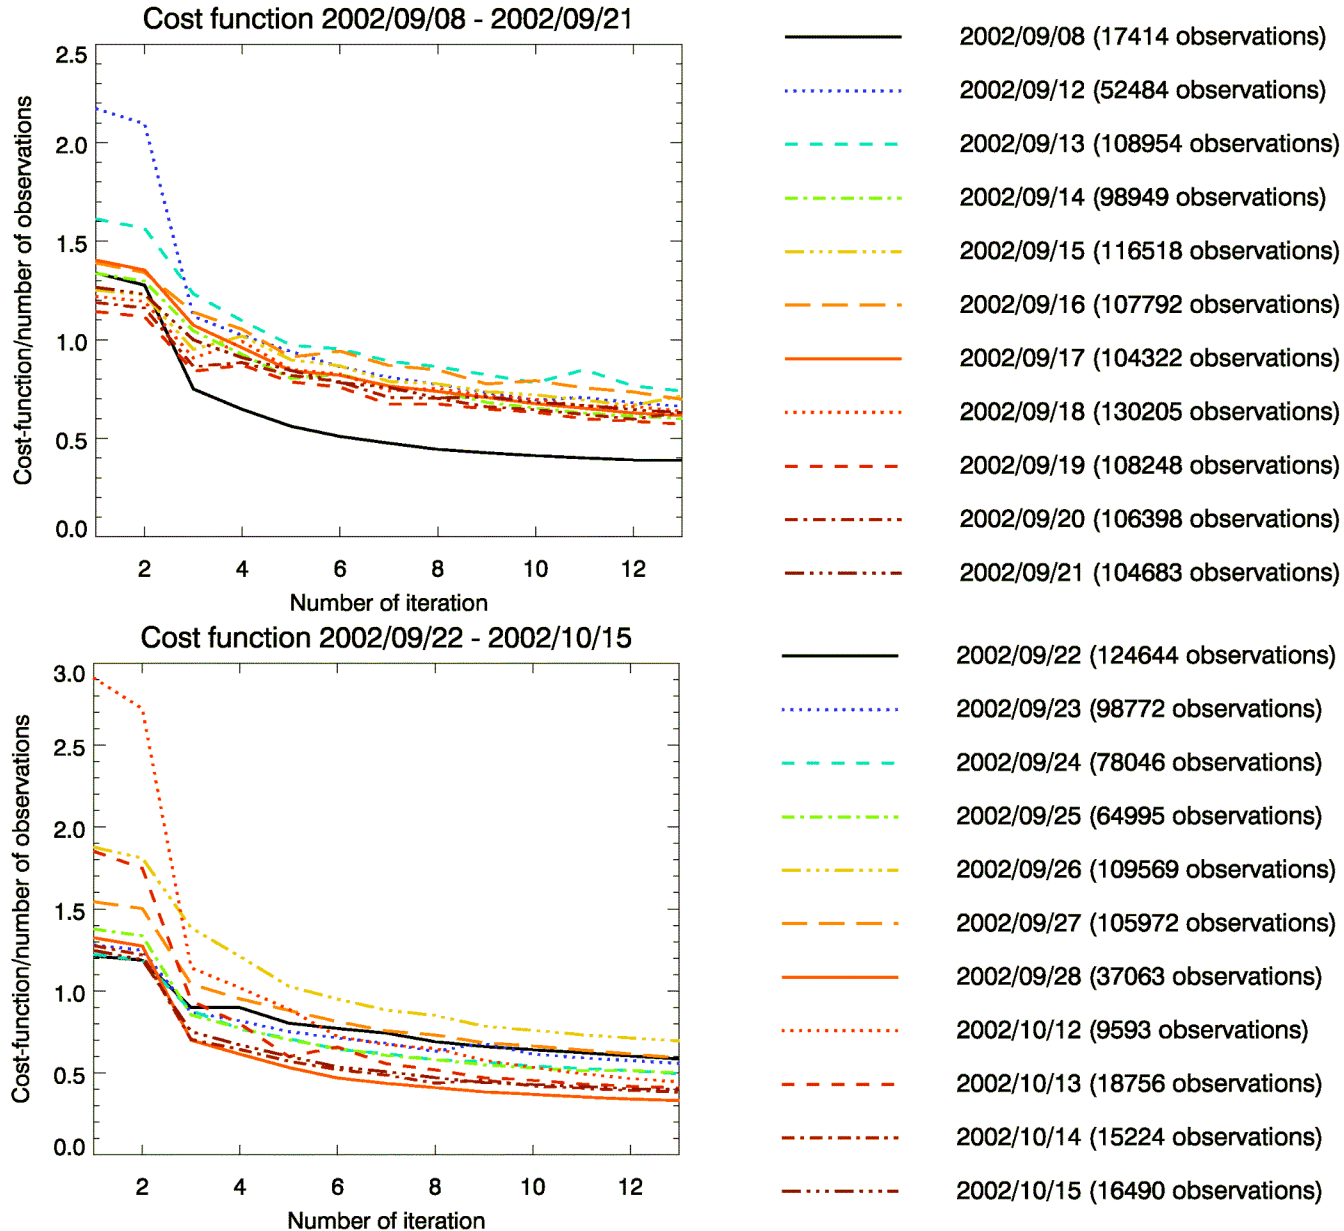 Cost function 2002/09/08 - 2002/09/21
Cost-function/number of observations
2.5
2.0
1.5
1.0
0.5
0.0
2 4 6 8 10 12
Number of iteration
2002/09/08 (17414 observations)
2002/09/12 (52484 observations)
2002/09/13 (108954 observations)
2002/09/14 (98949 observations)
2002/09/15 (116518 observations)
2002/09/16 (107792 observations)
2002/09/17 (104322 observations)
2002/09/18 (130205 observations)
2002/09/19 (108248 observations)
2002/09/20 (106398 observations)
2002/09/21 (104683 observations)
Cost function 2002/09/22 - 2002/10/15
Cost-function/number of observations
3.0
2.5
2.0
1.5
1.0
0.5
0.0
2 4 6 8 10 12
Number of iteration
2002/09/22 (124644 observations)
2002/09/23 (98772 observations)
2002/09/24 (78046 observations)
2002/09/25 (64995 observations)
2002/09/26 (109569 observations)
2002/09/27 (105972 observations)
2002/09/28 (37063 observations)
2002/10/12 (9593 observations)
2002/10/13 (18756 observations)
2002/10/14 (15224 observations)
2002/10/15 (16490 observations)